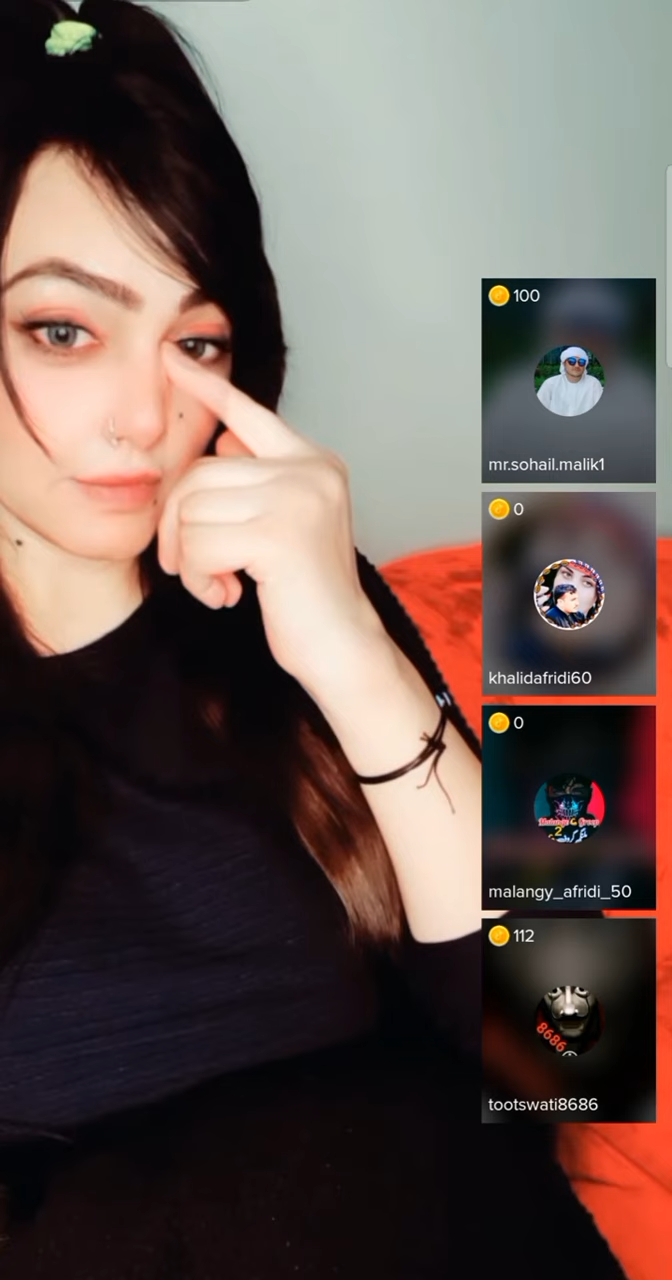 100
mr.sohail.malik1
0
khalidafridi60
0
malangy_afridi_50
112
8686
tootswati8686